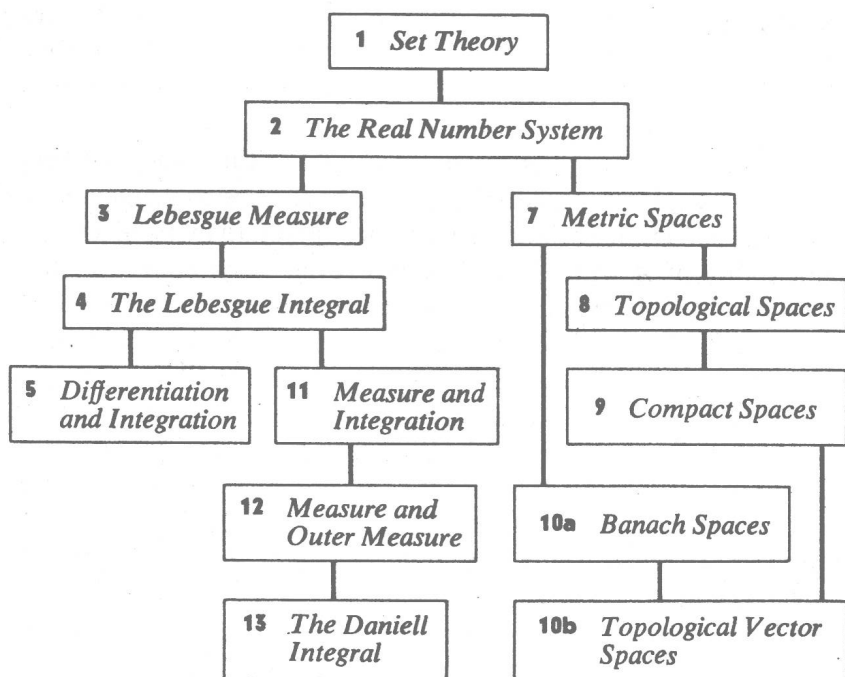 1 Set Theory
2 The Real Number System
3 Lebesgue Measure
7 Metric Spaces
4 The Lebesgue Integral
8 Topological Spaces
5 Differentiation
and Integration
11 Measure and
Integration
9 Compact Spaces
12 Measure and
Outer Measure
10a Banach Spaces
13 The Daniell
Integral
10b Topological Vector
Spaces